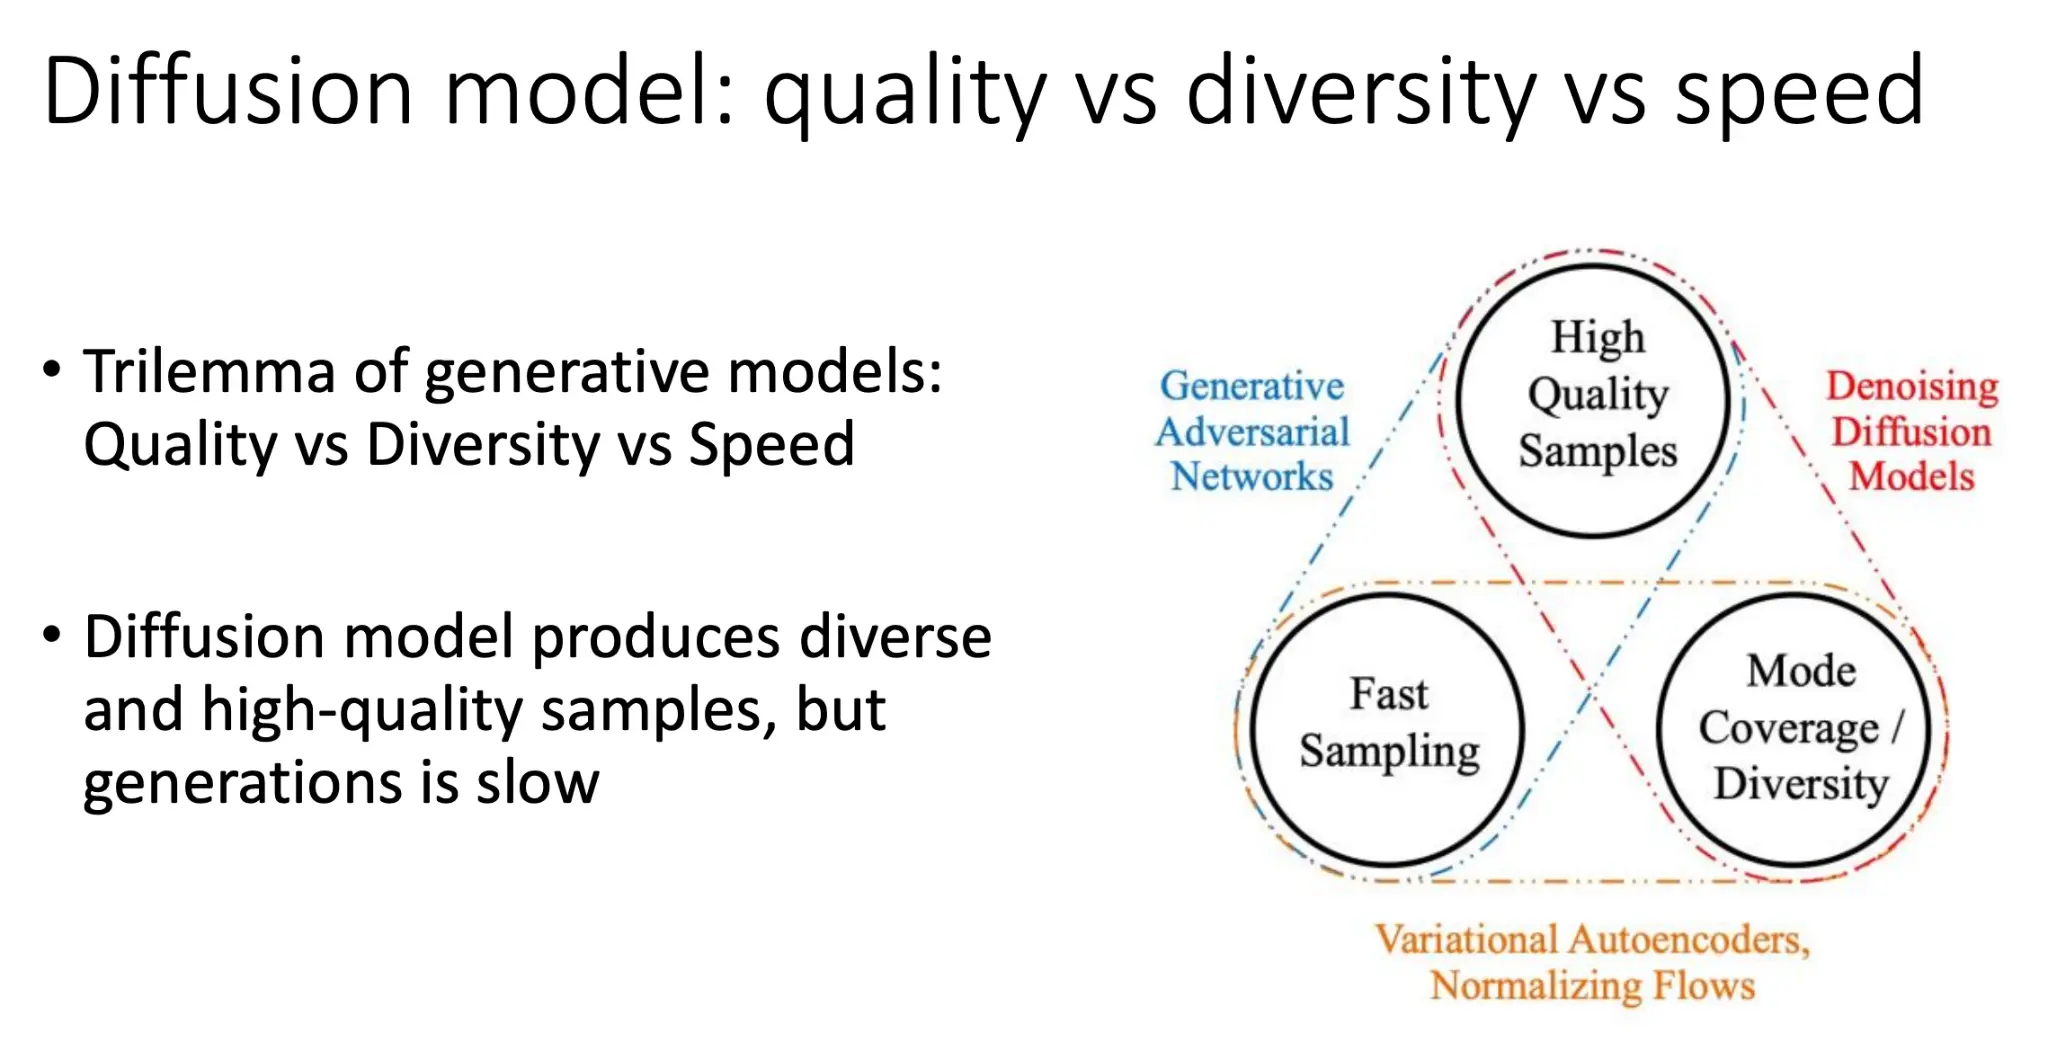 Diffusion model: quality vs diversity vs speed
• Trilemma of generative models:
Quality vs Diversity vs Speed
• Diffusion model produces diverse
and high-quality samples, but
generations is slow
Generative
Adversarial
Networks
High
Quality
Samples
Denoising
Diffusion
Models
Fast
Sampling
Mode
Coverage /
Diversity
Variational Autoencoders,
Normalizing Flows